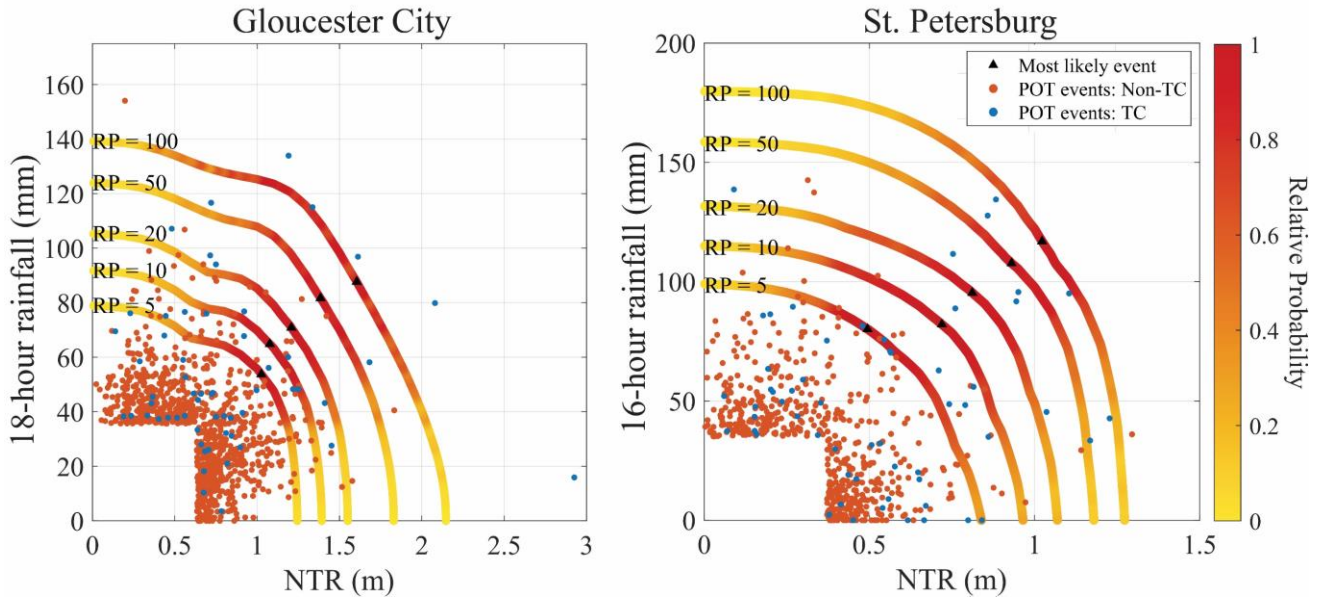 Gloucester City
18-hour rainfall (mm)
160
140
120
100
80
60
40
20
0
RP = 100
RP = 50
RP = 20
RP = 10
RP = 5
0 0.5 1 1.5 2 2.5 3
NTR (m)
St. Petersburg
16-hour rainfall (mm)
200
150
100
50
0
RP = 100
RP = 50
RP = 20
RP = 10
RP = 5
Most likely event
POT events: Non-TC
POT events: TC
0 0.5 1 1.5
NTR (m)
1
0.8
0.6
0.4
0.2
0
Relative Probability